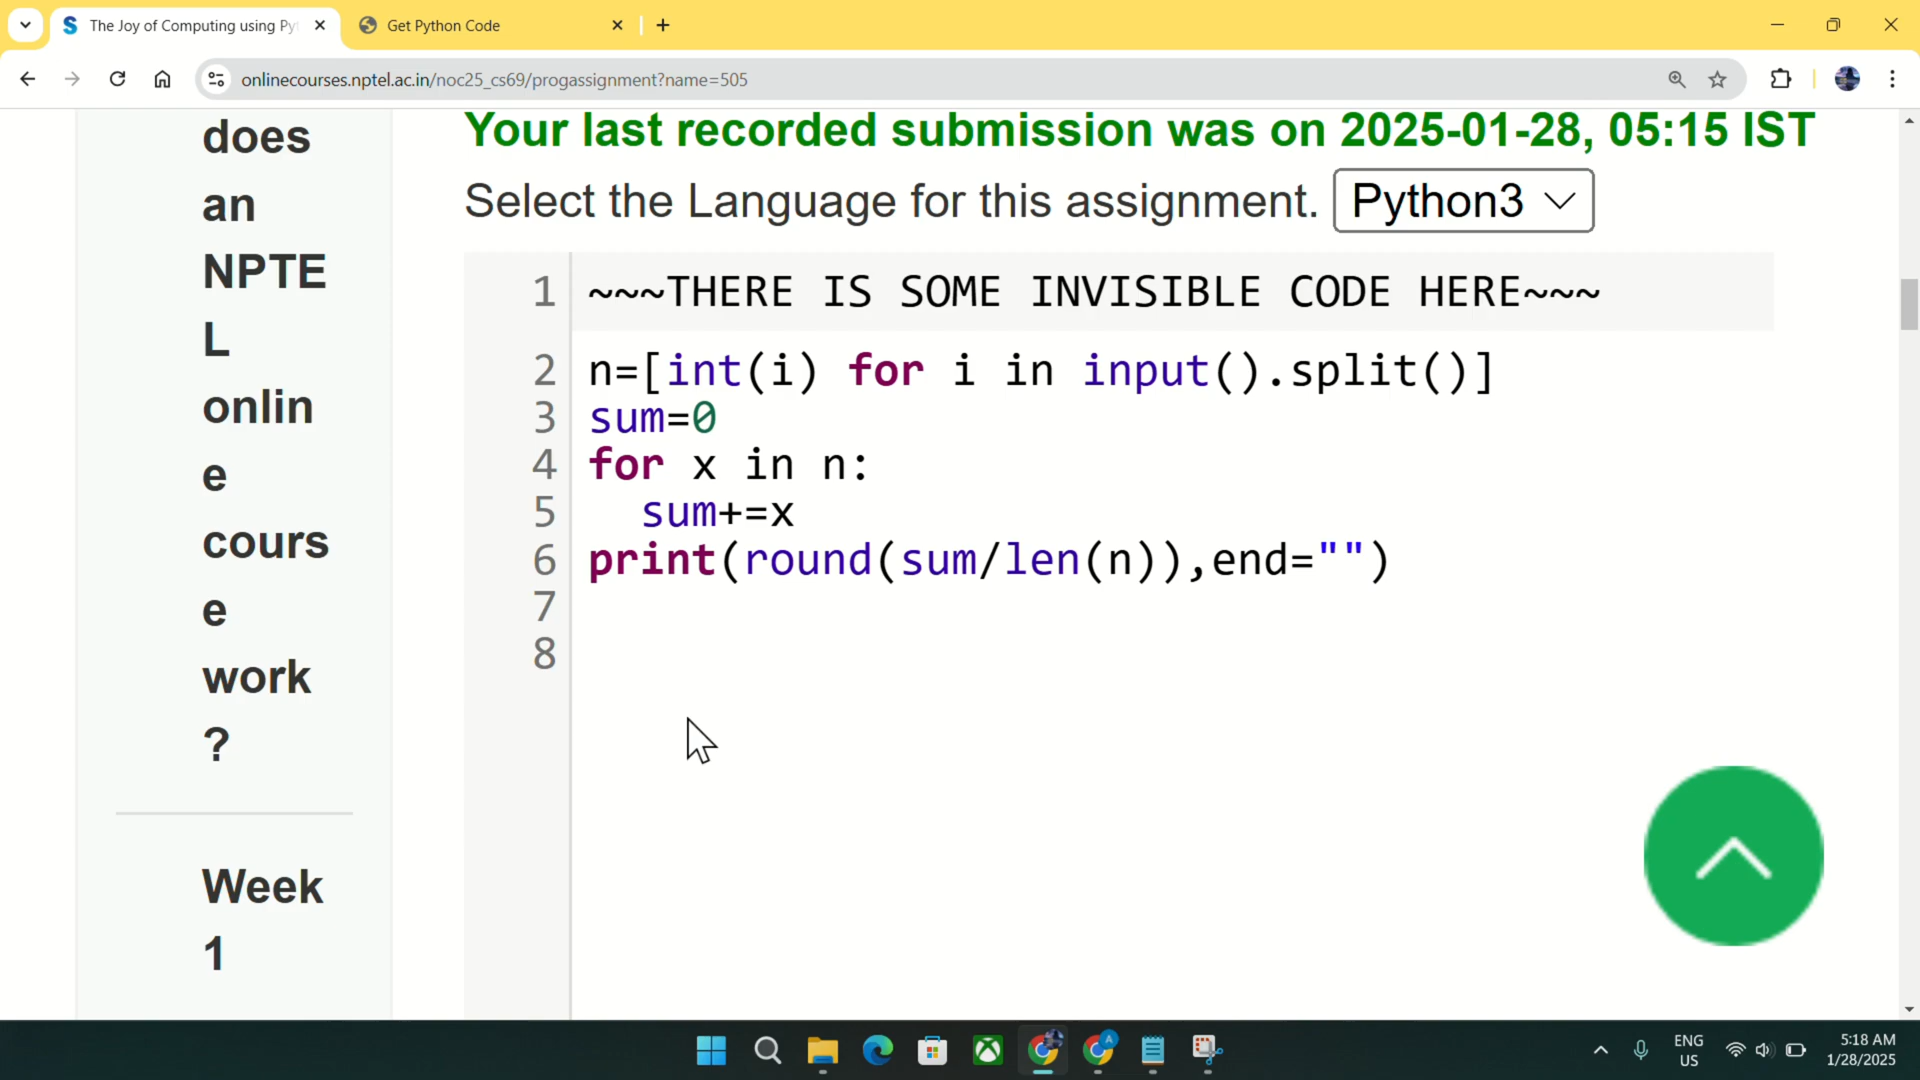 The Joy of Computing using Py
Get Python Code
onlinecourses.nptel.ac.in/noc25_cs69/progassignment?name=505
does
an
NPTE
L
onlin
e
cours
e
work
?
Week
1
Your last recorded submission was on 2025-01-28, 05:15 IST
Select the Language for this assignment. Python3
1 ~~~THERE IS SOME INVISIBLE CODE HERE~~~
2 n=[int(i) for i in input().split()]
3 sum=0
4 for x in n:
5 sum+=x
6 print(round(sum/len(n)),end="")
7
8
ENG
US
5:18 AM
1/28/2025